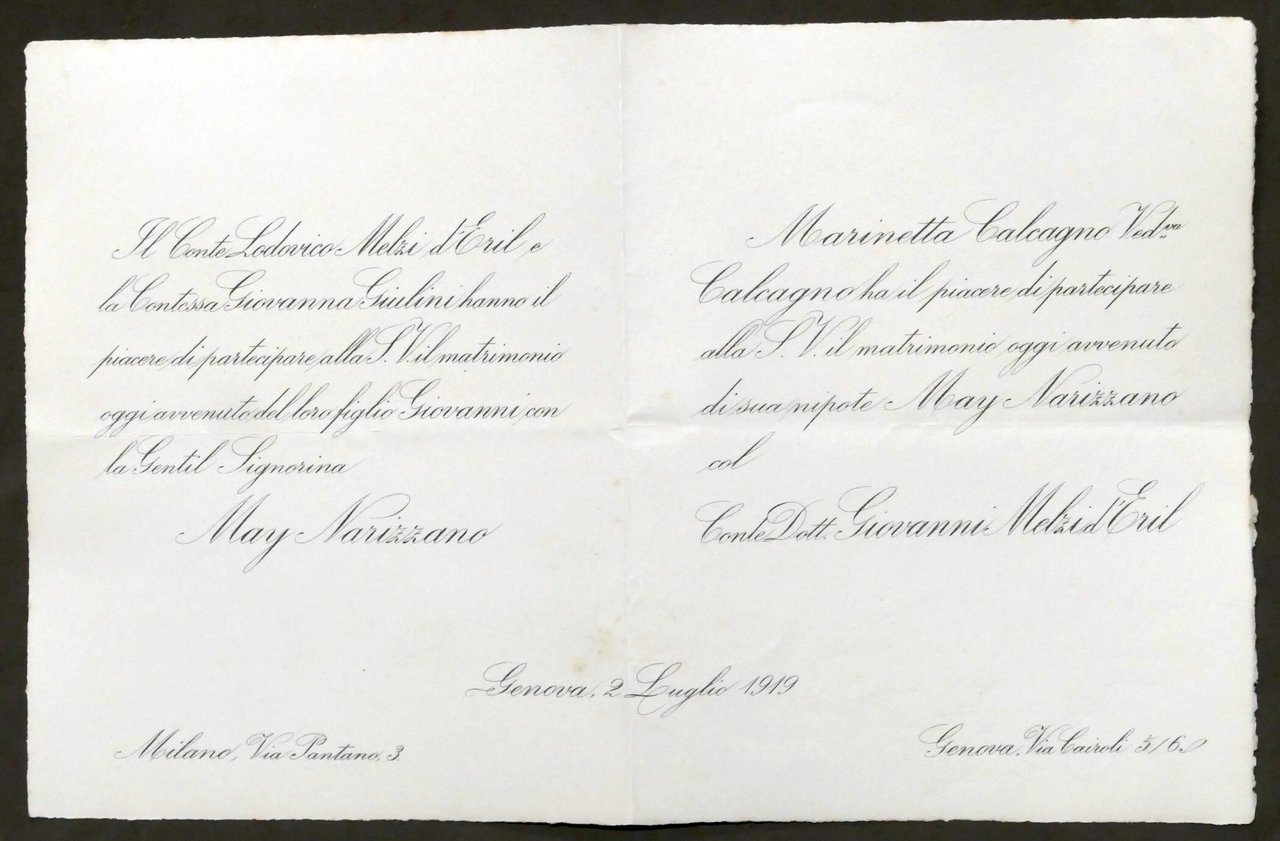 Il Conte Lodovico Melzi d'Eril e
la Contessa Giovanna Giulini hanno il
piacere di partecipare alla S. V. il matrimonio
oggi avvenuto del loro figlio Giovanni, con
la Gentil Signorina
May Narizzano
Marinetta Calcagno Ved.va
Calcagno ha il piacere di partecipare
alla S. V. il matrimonio oggi avvenuto
di sua nipote May Narizzano
col
Conte Dott. Giovanni Melzi d'Eril
Genova, 2 Luglio 1919
Milano, Via Pantano, 3
Genova, Via Cairoli 5/6